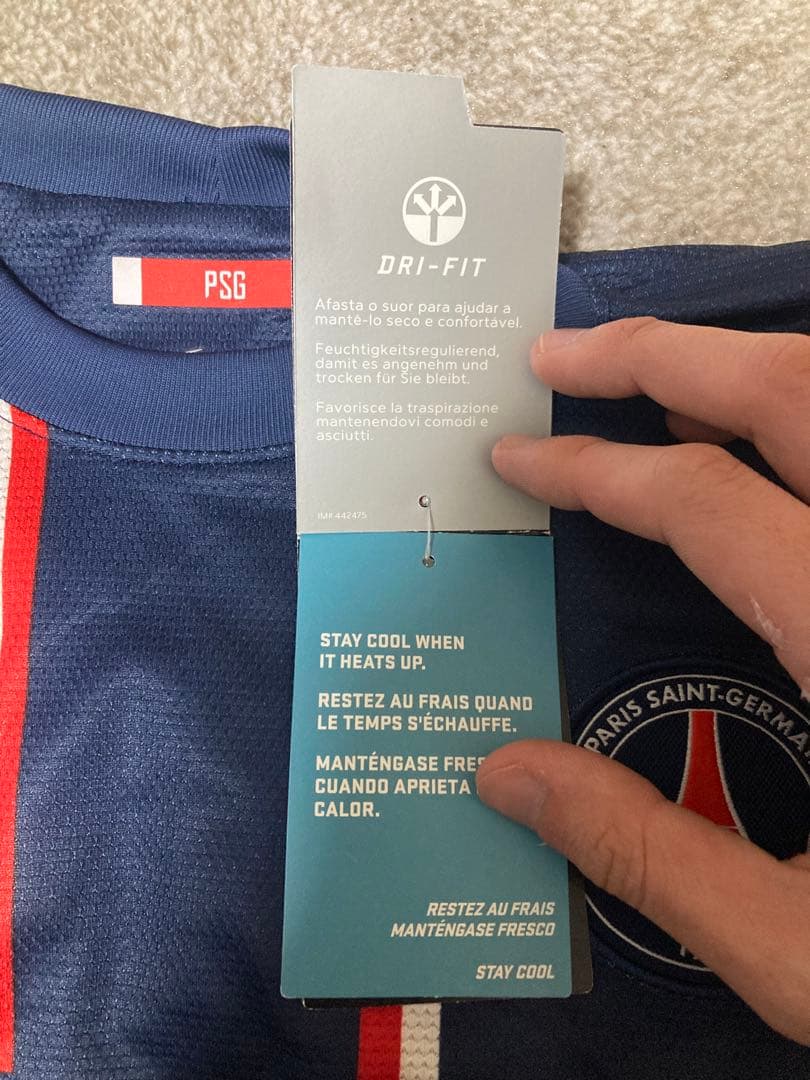 DRI-FIT
Afasta o suor para ajudar a
mantê-lo seco e confortável.
Feuchtigkeitsregulierend,
damit es angenehm und
trocken für Sie bleibt.
Favorisce la traspirazione
mantenendovi comodi e
asciutti.
IM# 442475
PSG
STAY COOL WHEN
IT HEATS UP.
RESTEZ AU FRAIS QUAND
LE TEMPS S'ÉCHAUFFE.
MANTÉNGASE
CUANDO APRIETA
CALOR.
PARIS SAINT-GERMA
RESTEZ AU FRAIS
MANTÉNGASE FRESCO
STAY COOL